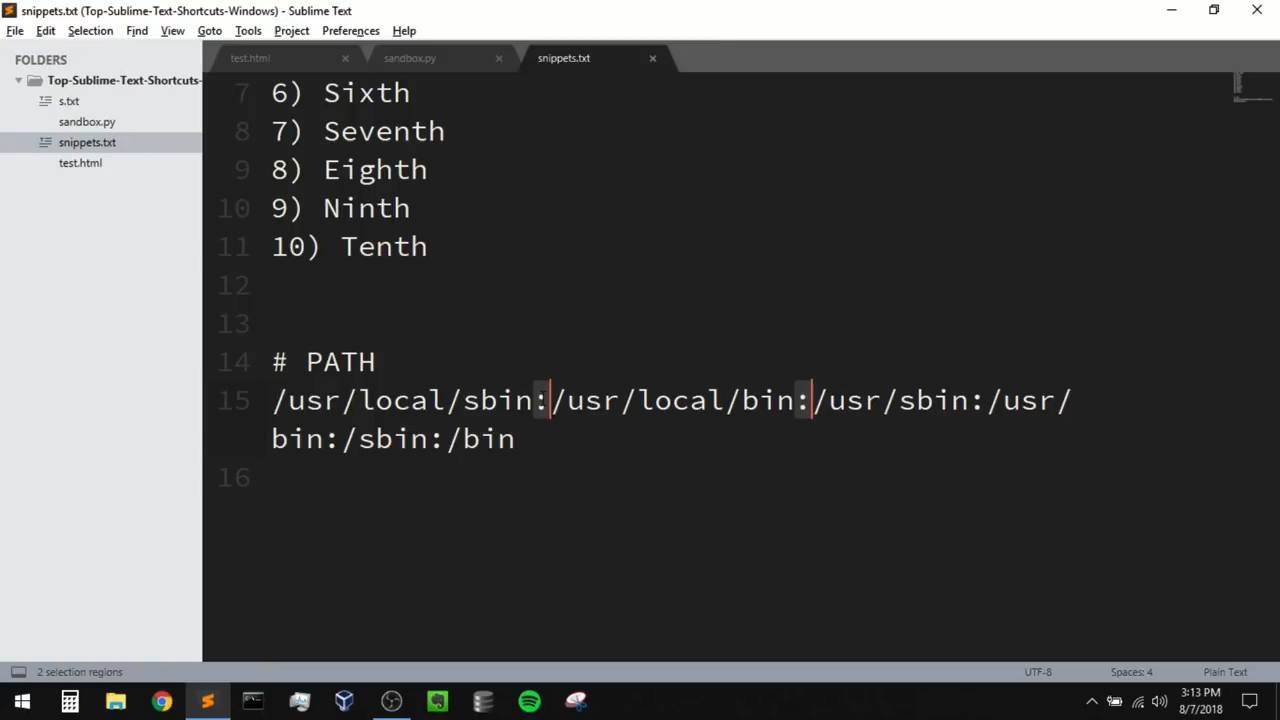 snippets.txt (Top-Sublime-Text-Shortcuts-Windows) - Sublime Text
File Edit Selection Find View Goto Tools Project Preferences Help
FOLDERS
Top-Sublime-Text-Shortcuts-
s.txt
sandbox.py
snippets.txt
test.html
test.html sandbox.py snippets.txt
7 6) Sixth
8 7) Seventh
9 8) Eighth
10 9) Ninth
11 10) Tenth
12
13
14 # PATH
15 /usr/local/sbin:/usr/local/bin:/usr/sbin:/usr/
bin:/sbin:/bin
16
2 selection regions UTF-8 Spaces: 4 Plain Text
3:13 PM
8/7/2018